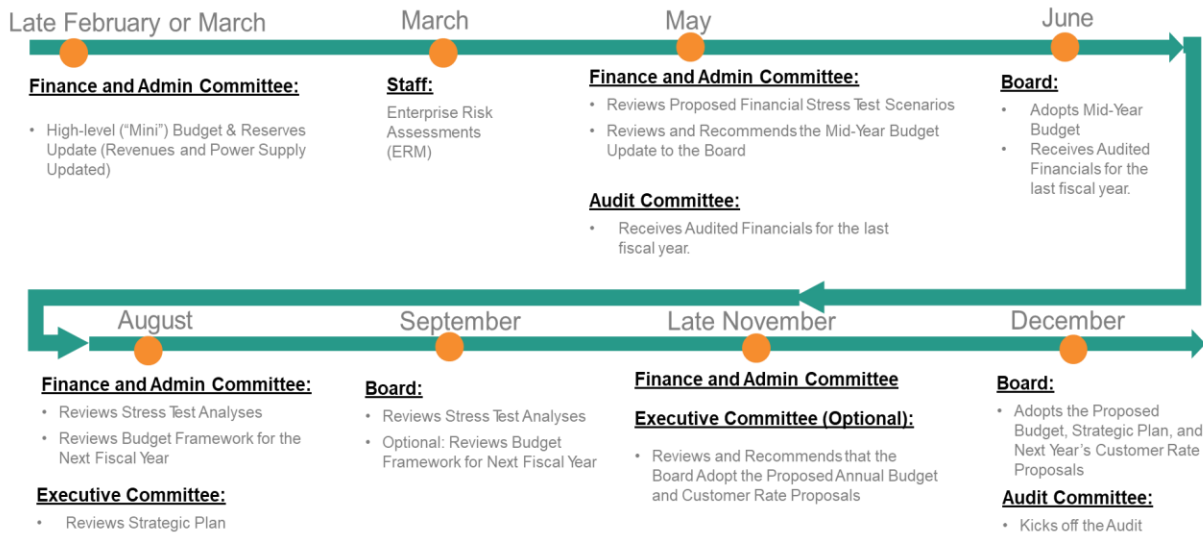 Late February or March
Finance and Admin Committee:
• High-level ("Mini") Budget & Reserves
Update (Revenues and Power Supply
Updated)
March
Staff:
Enterprise Risk
Assessments
(ERM)
May
Finance and Admin Committee:
• Reviews Proposed Financial Stress Test Scenarios
• Reviews and Recommends the Mid-Year Budget
Update to the Board
Audit Committee:
• Receives Audited Financials for the last
fiscal year.
June
Board:
• Adopts Mid-Year
Budget
• Receives Audited
Financials for the
last fiscal year.
August
Finance and Admin Committee:
• Reviews Stress Test Analyses
• Reviews Budget Framework for the
Next Fiscal Year
Executive Committee:
• Reviews Strategic Plan
September
Board:
• Reviews Stress Test Analyses
• Optional: Reviews Budget
Framework for Next Fiscal Year
Late November
Finance and Admin Committee
Executive Committee (Optional):
• Reviews and Recommends that the
Board Adopt the Proposed Annual Budget
and Customer Rate Proposals
December
Board:
• Adopts the Proposed
Budget, Strategic Plan, and
Next Year's Customer Rate
Proposals
Audit Committee:
• Kicks off the Audit